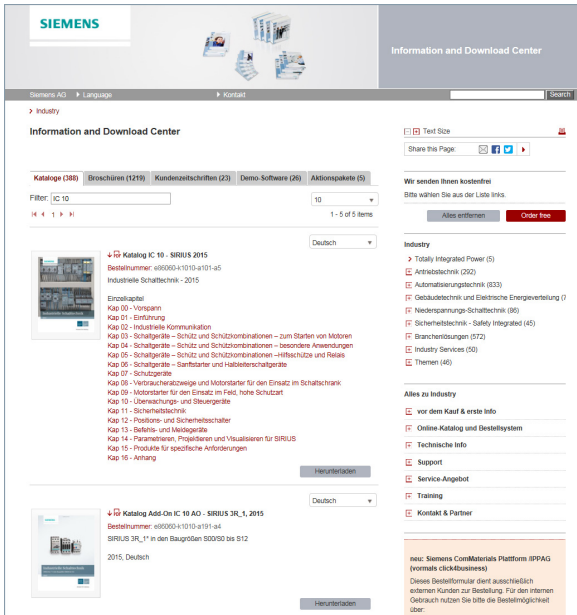 SIEMENS
Information and Download Center
Siemens AG
Language
Kontakt
Search
Industry
Information and Download Center
Text Size
Share this Page:
Kataloge (388)
Broschüren (1219)
Kundenzeitschriften (23)
Demo-Software (26)
Aktionspakete (5)
Filter:
IC 10
10
1
1 - 5 of 5 items
Deutsch
Katalog IC 10 - SIRIUS 2015
Bestellnummer: e86060-k1010-a101-a5
Industrielle Schalttechnik - 2015
Einzelkapitel
Kap 00 - Vorspann
Kap 01 - Einführung
Kap 02 - Industrielle Kommunikation
Kap 03 - Schaltgeräte – Schütz und Schützkombinationen – zum Starten von Motoren
Kap 04 - Schaltgeräte – Schütz und Schützkombinationen – besondere Anwendungen
Kap 05 - Schaltgeräte – Schütz und Schützkombinationen –Hilfsschütze und Relais
Kap 06 - Schaltgeräte – Sanftstarter und Halbleiterschaltgeräte
Kap 07 - Schutzgeräte
Kap 08 - Verbraucherabzweige und Motorstarter für den Einsatz im Schaltschrank
Kap 09 - Motorstarter für den Einsatz im Feld, hohe Schutzart
Kap 10 - Überwachungs- und Steuergeräte
Kap 11 - Sicherheitstechnik
Kap 12 - Positions- und Sicherheitsschalter
Kap 13 - Befehls- und Meldegeräte
Kap 14 - Parametrieren, Projektieren und Visualisieren für SIRIUS
Kap 15 - Produkte für spezifische Anforderungen
Kap 16 - Anhang
Herunterladen
Deutsch
Katalog Add-On IC 10 AO - SIRIUS 3R_1, 2015
Bestellnummer: e86060-k1010-a191-a4
SIRIUS 3R_1* in den Baugrößen S00/S0 bis S12
2015, Deutsch
Herunterladen
Wir senden Ihnen kostenfrei
Bitte wählen Sie aus der Liste links.
Alles entfernen
Order free
Industry
Totally Integrated Power (5)
Antriebstechnik (292)
Automatisierungstechnik (833)
Gebäudetechnik und Elektrische Energieverteilung (7
Niederspannungs-Schalttechnik (86)
Sicherheitstechnik - Safety Integrated (45)
Branchenlösungen (572)
Industry Services (50)
Themen (46)
Alles zu Industry
vor dem Kauf & erste Info
Online-Katalog und Bestellsystem
Technische Info
Support
Service-Angebot
Training
Kontakt & Partner
neu: Siemens ComMaterials Plattform /IPPAG
(vormals click4business)
Dieses Bestellformular dient ausschließlich
externen Kunden zur Bestellung. Für den internen
Gebrauch nutzen Sie bitte die Bestellmöglichkeit
über: